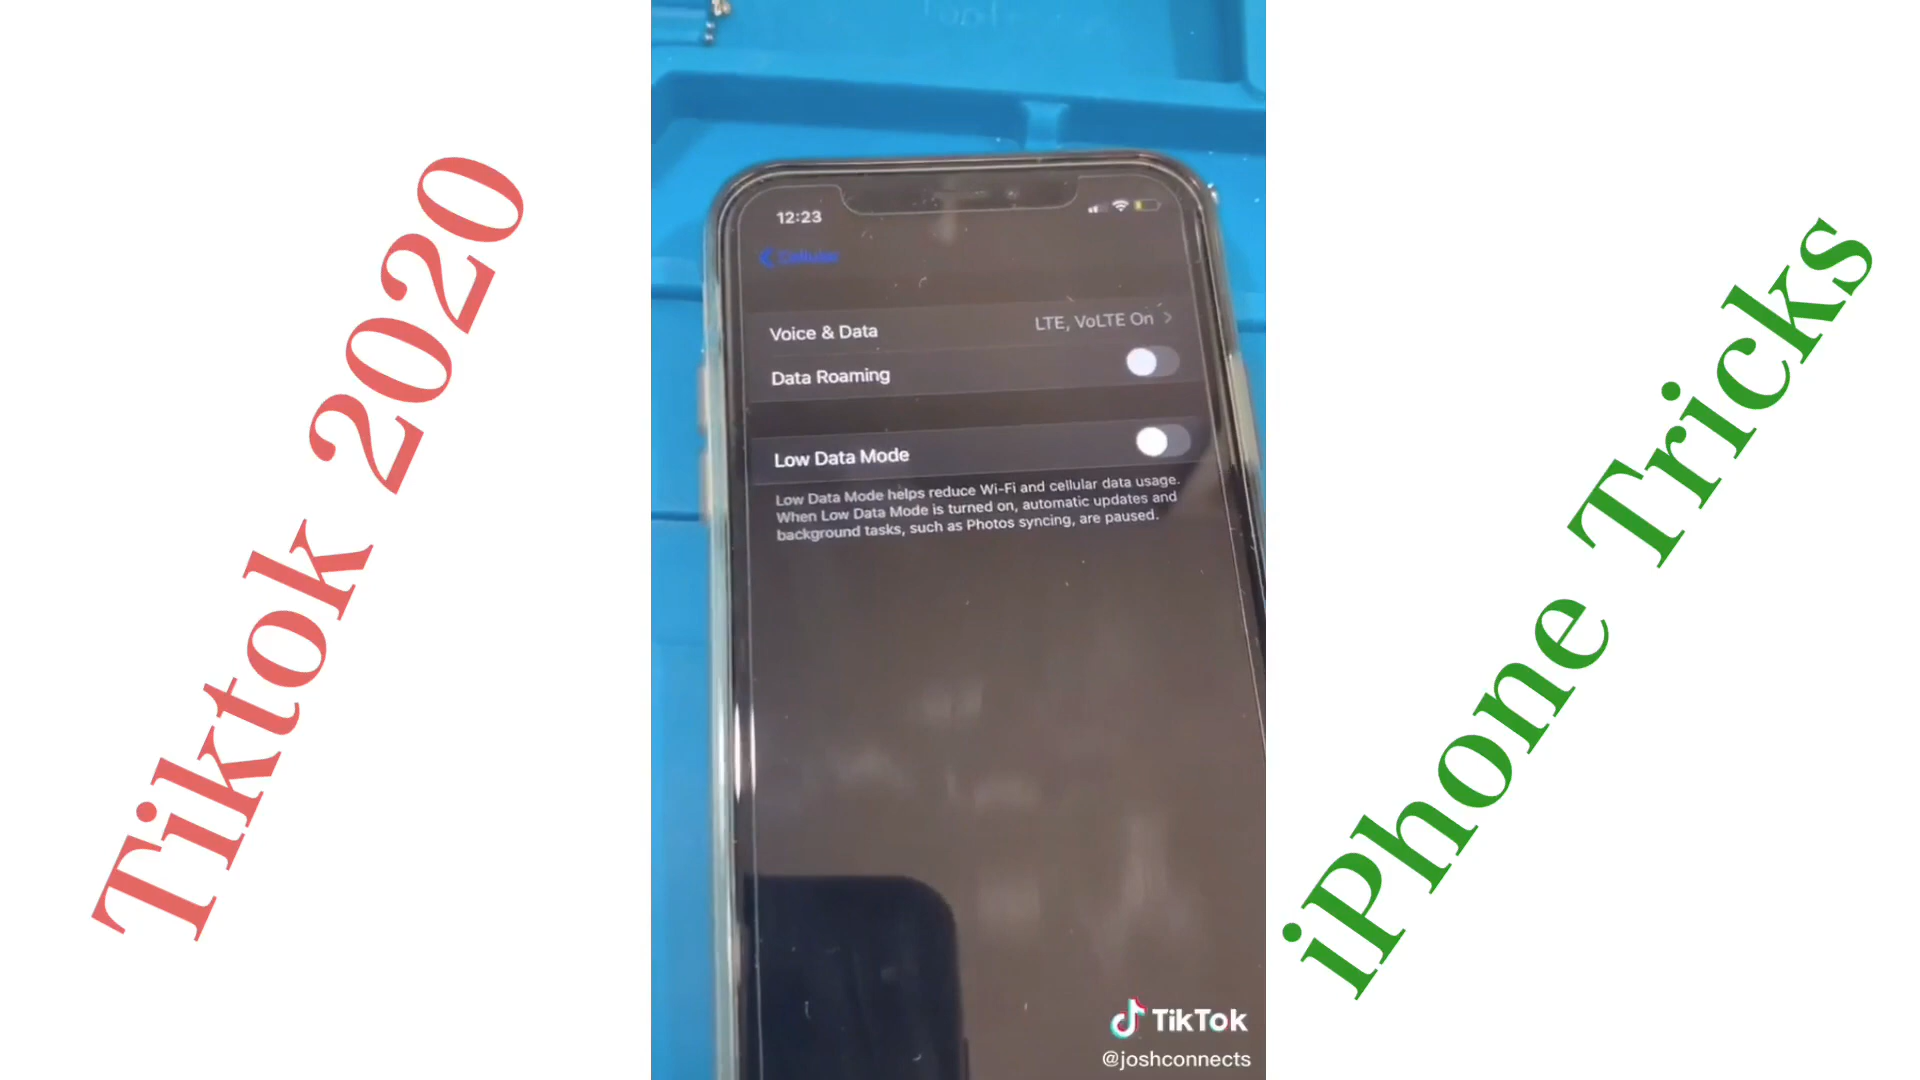 Tiktok 2020
12:23
Cellular
Voice & Data
LTE, VoLTE On
Data Roaming
Low Data Mode
Low Data Mode helps reduce Wi-Fi and cellular data usage.
When Low Data Mode is turned on, automatic updates and
background tasks, such as Photos syncing, are paused.
iPhone Tricks
TikTok
@joshconnects